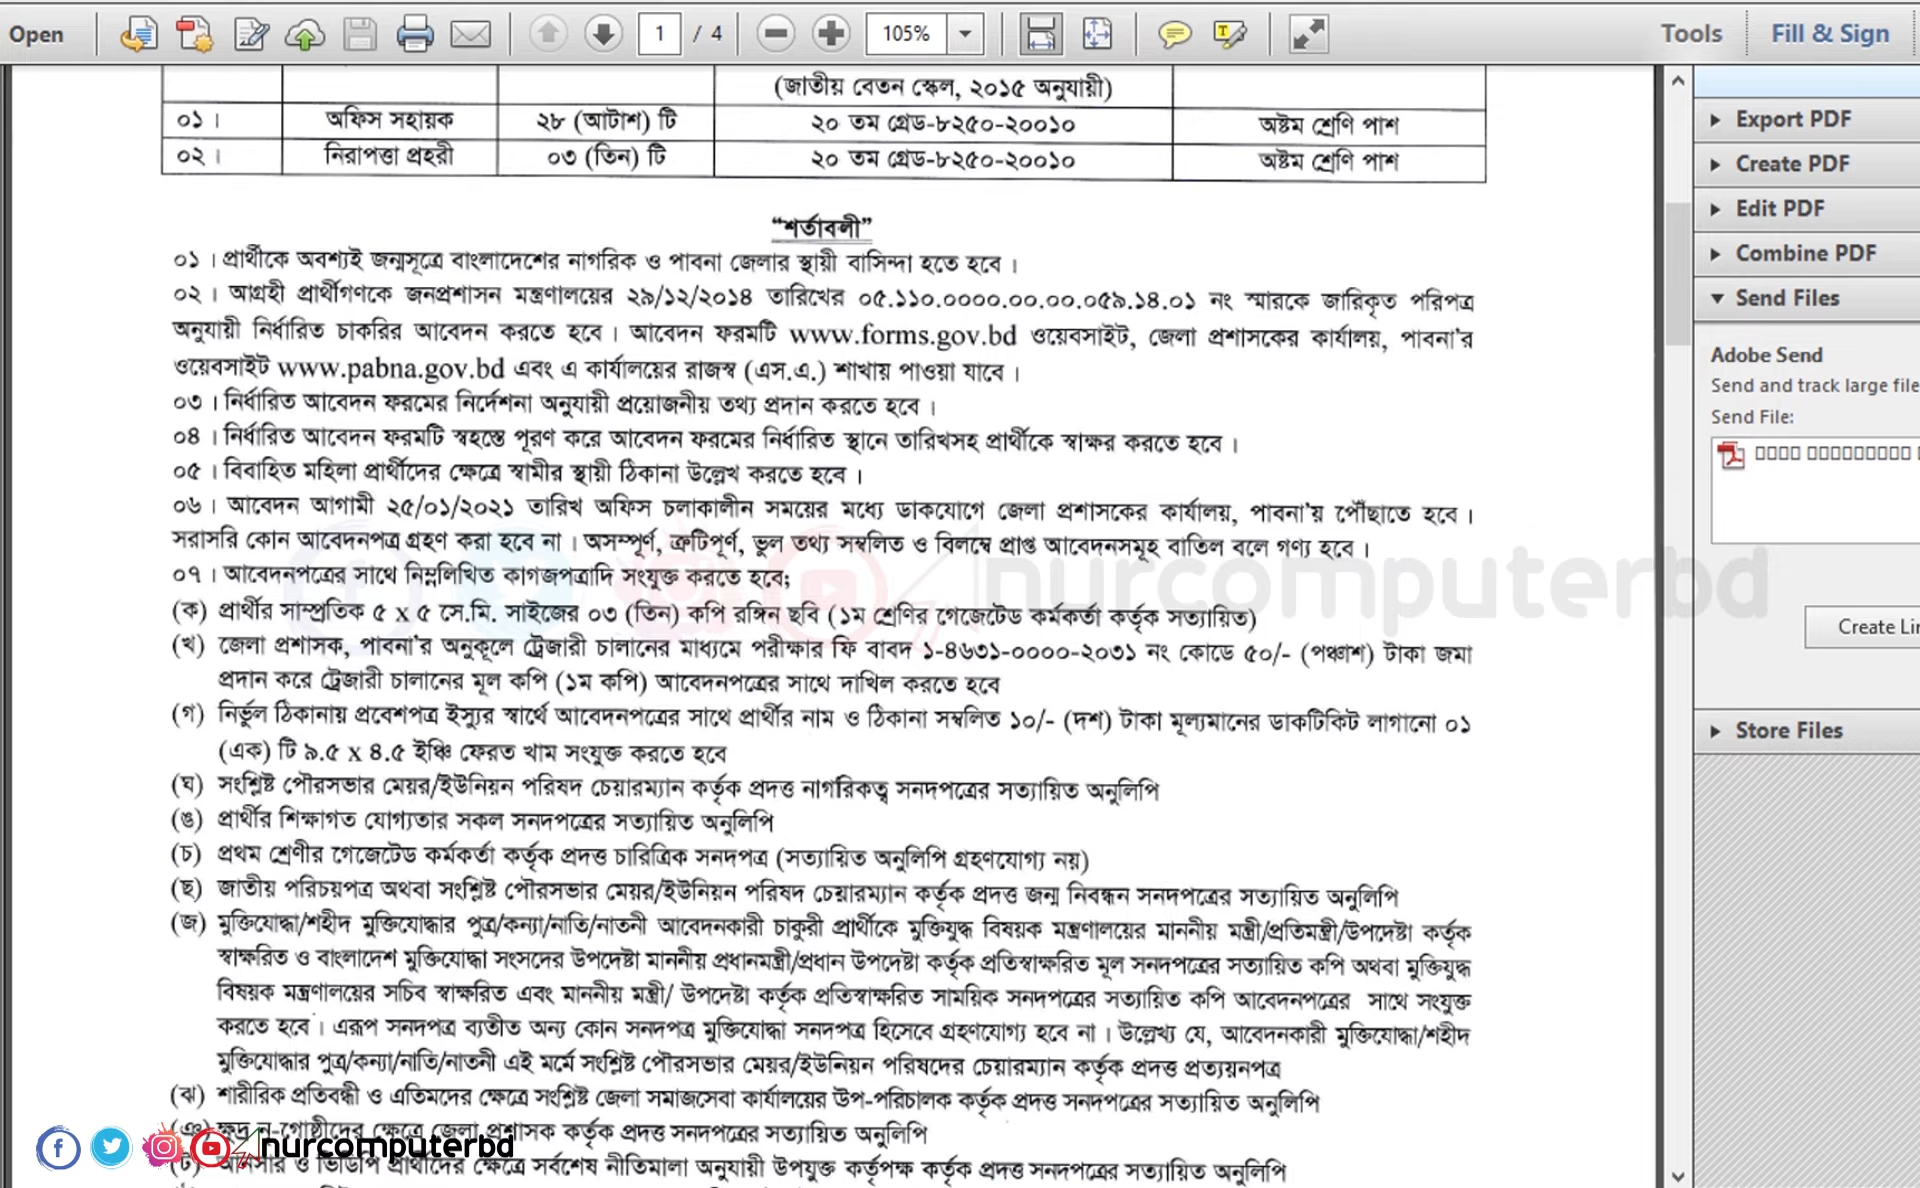 Open
1 / 4
105%
Tools
Fill & Sign
(জাতীয় বেতন স্কেল, ২০১৫ অনুযায়ী)
০১। অফিস সহায়ক ২৮ (আটাশ) টি ২০ তম গ্রেড-৮২৫০-২০০১০ অষ্টম শ্রেণি পাশ
০২। নিরাপত্তা প্রহরী ০৩ (তিন) টি ২০ তম গ্রেড-৮২৫০-২০০১০ অষ্টম শ্রেণি পাশ
“শর্তাবলী”
০১। প্রার্থীকে অবশ্যই জন্মসূত্রে বাংলাদেশের নাগরিক ও পাবনা জেলার স্থায়ী বাসিন্দা হতে হবে।
০২। আগ্রহী প্রার্থীগণকে জনপ্রশাসন মন্ত্রণালয়ের ২৯/১২/২০১৪ তারিখের ০৫.১১০.০০০০.০০.০০.০৫৯.১৪.০১ নং স্মারকে জারিকৃত পরিপত্র
অনুযায়ী নির্ধারিত চাকরির আবেদন করতে হবে। আবেদন ফরমটি www.forms.gov.bd ওয়েবসাইট, জেলা প্রশাসকের কার্যালয়, পাবনা'র
ওয়েবসাইট www.pabna.gov.bd এবং এ কার্যালয়ের রাজস্ব (এস.এ.) শাখায় পাওয়া যাবে।
০৩। নির্ধারিত আবেদন ফরমের নির্দেশনা অনুযায়ী প্রয়োজনীয় তথ্য প্রদান করতে হবে।
০৪। নির্ধারিত আবেদন ফরমটি স্বহস্তে পূরণ করে আবেদন ফরমের নির্ধারিত স্থানে তারিখসহ প্রার্থীকে স্বাক্ষর করতে হবে।
০৫। বিবাহিত মহিলা প্রার্থীদের ক্ষেত্রে স্বামীর স্থায়ী ঠিকানা উল্লেখ করতে হবে।
০৬। আবেদন আগামী ২৫/০১/২০২১ তারিখ অফিস চলাকালীন সময়ের মধ্যে ডাকযোগে জেলা প্রশাসকের কার্যালয়, পাবনা'য় পৌঁছাতে হবে।
সরাসরি কোন আবেদনপত্র গ্রহণ করা হবে না। অসম্পূর্ণ, ত্রুটিপূর্ণ, ভুল তথ্য সম্বলিত ও বিলম্বে প্রাপ্ত আবেদনসমূহ বাতিল বলে গণ্য হবে।
০৭। আবেদনপত্রের সাথে নিম্নলিখিত কাগজপত্রাদি সংযুক্ত করতে হবে;
(ক) প্রার্থীর সাম্প্রতিক ৫ x ৫ সে.মি. সাইজের ০৩ (তিন) কপি রঙ্গিন ছবি (১ম শ্রেণির গেজেটেড কর্মকর্তা কর্তৃক সত্যায়িত)
(খ) জেলা প্রশাসক, পাবনা'র অনুকূলে ট্রেজারী চালানের মাধ্যমে পরীক্ষার ফি বাবদ ১-৪৬৩১-০০০০-২০৩১ নং কোডে ৫০/- (পঞ্চাশ) টাকা জমা
প্রদান করে ট্রেজারী চালানের মূল কপি (১ম কপি) আবেদনপত্রের সাথে দাখিল করতে হবে
(গ) নির্ভুল ঠিকানায় প্রবেশপত্র ইস্যুর স্বার্থে আবেদনপত্রের সাথে প্রার্থীর নাম ও ঠিকানা সম্বলিত ১০/- (দশ) টাকা মূল্যমানের ডাকটিকিট লাগানো ০১
(এক) টি ৯.৫ x ৪.৫ ইঞ্চি ফেরত খাম সংযুক্ত করতে হবে
(ঘ) সংশ্লিষ্ট পৌরসভার মেয়র/ইউনিয়ন পরিষদ চেয়ারম্যান কর্তৃক প্রদত্ত নাগরিকত্ব সনদপত্রের সত্যায়িত অনুলিপি
(ঙ) প্রার্থীর শিক্ষাগত যোগ্যতার সকল সনদপত্রের সত্যায়িত অনুলিপি
(চ) প্রথম শ্রেণীর গেজেটেড কর্মকর্তা কর্তৃক প্রদত্ত চারিত্রিক সনদপত্র (সত্যায়িত অনুলিপি গ্রহণযোগ্য নয়)
(ছ) জাতীয় পরিচয়পত্র অথবা সংশ্লিষ্ট পৌরসভার মেয়র/ইউনিয়ন পরিষদ চেয়ারম্যান কর্তৃক প্রদত্ত জন্ম নিবন্ধন সনদপত্রের সত্যায়িত অনুলিপি
(জ) মুক্তিযোদ্ধা/শহীদ মুক্তিযোদ্ধার পুত্র/কন্যা/নাতি/নাতনী আবেদনকারী চাকুরী প্রার্থীকে মুক্তিযুদ্ধ বিষয়ক মন্ত্রণালয়ের মাননীয় মন্ত্রী/প্রতিমন্ত্রী/উপদেষ্টা কর্তৃক
স্বাক্ষরিত ও বাংলাদেশ মুক্তিযোদ্ধা সংসদের উপদেষ্টা মাননীয় প্রধানমন্ত্রী/প্রধান উপদেষ্টা কর্তৃক প্রতিস্বাক্ষরিত মূল সনদপত্রের সত্যায়িত কপি অথবা মুক্তিযুদ্ধ
বিষয়ক মন্ত্রণালয়ের সচিব স্বাক্ষরিত এবং মাননীয় মন্ত্রী/ উপদেষ্টা কর্তৃক প্রতিস্বাক্ষরিত সাময়িক সনদপত্রের সত্যায়িত কপি আবেদনপত্রের সাথে সংযুক্ত
করতে হবে। এরূপ সনদপত্র ব্যতীত অন্য কোন সনদপত্র মুক্তিযোদ্ধা সনদপত্র হিসেবে গ্রহণযোগ্য হবে না। উল্লেখ্য যে, আবেদনকারী মুক্তিযোদ্ধা/শহীদ
মুক্তিযোদ্ধার পুত্র/কন্যা/নাতি/নাতনী এই মর্মে সংশ্লিষ্ট পৌরসভার মেয়র/ইউনিয়ন পরিষদের চেয়ারম্যান কর্তৃক প্রদত্ত প্রত্যয়নপত্র
(ঝ) শারীরিক প্রতিবন্ধী ও এতিমদের ক্ষেত্রে সংশ্লিষ্ট জেলা সমাজসেবা কার্যালয়ের উপ-পরিচালক কর্তৃক প্রদত্ত সনদপত্রের সত্যায়িত অনুলিপি
(ঞ) ক্ষুদ্র নৃ-গোষ্ঠীদের ক্ষেত্রে জেলা প্রশাসক কর্তৃক প্রদত্ত সনদপত্রের সত্যায়িত অনুলিপি
(ট) আনসার ও ভিডিপি প্রার্থীদের ক্ষেত্রে সর্বশেষ নীতিমালা অনুযায়ী উপযুক্ত কর্তৃপক্ষ কর্তৃক প্রদত্ত সনদপত্রের সত্যায়িত অনুলিপি
nurcomputerbd
nurcomputerbd
Export PDF
Create PDF
Edit PDF
Combine PDF
Send Files
Adobe Send
Send and track large file
Send File:
Create Lin
Store Files